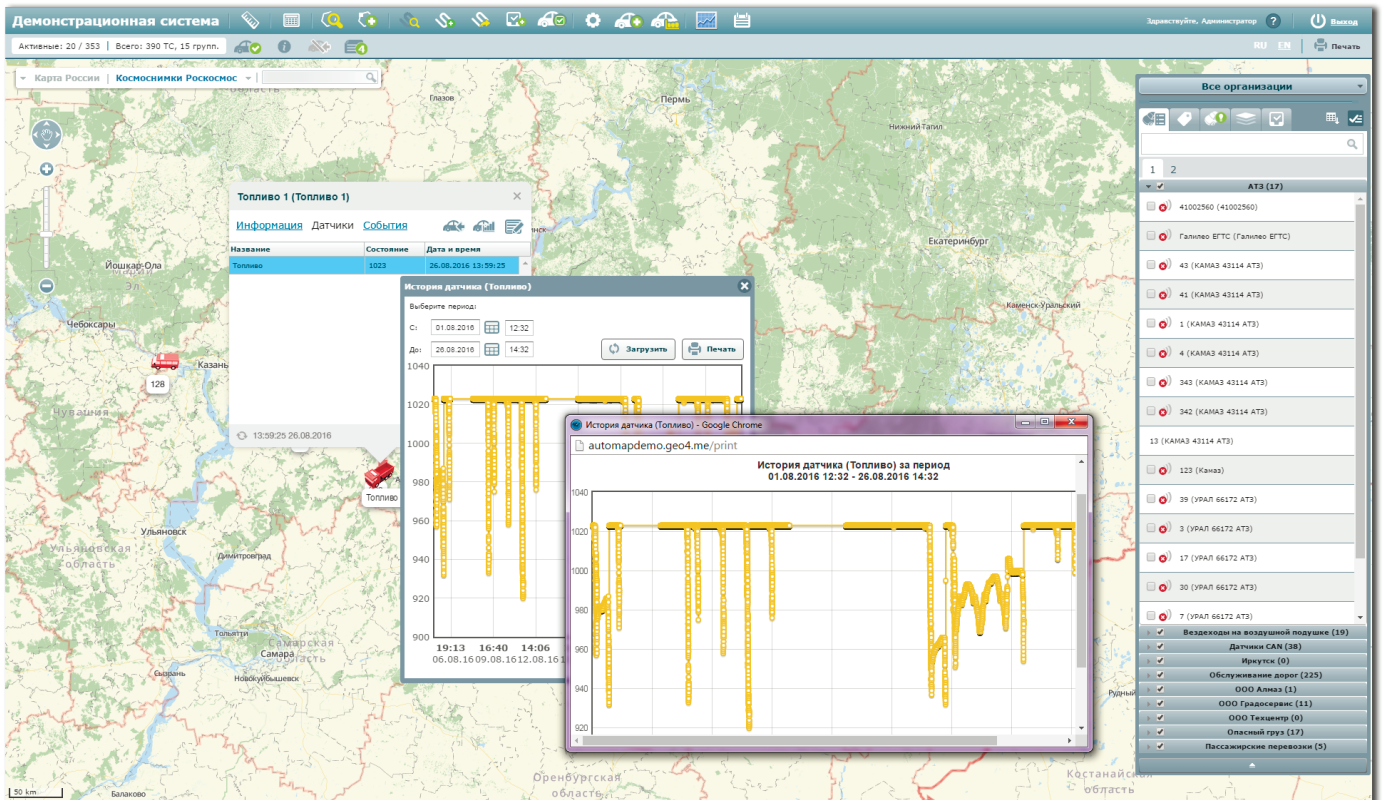 Демонстрационная система
Здравствуйте, Администратор ? Выход
Активные: 20 / 353 | Всего: 390 ТС, 15 групп.
RU EN Печать
Карта России | Космоснимки Роскосмос
Глазов
Пермь
Нижний Тагил
Екатеринбург
Каменск-Уральский
Йошкар-Ола
Марий
Эл
Чебоксары
Казань
128
Чувашия
Ульяновск
Ульяновская
область
Димитровград
Тольятти
Самарская
область
Самара
Сызрань
Новокуйбышевск
Балаково
Оренбургская
область
Костанайская
область
Рудный
50 km
Топливо 1 (Топливо 1)
Информация Датчики События
Название Состояние Дата и время
Топливо 1023 26.08.2016 13:59:25
13:59:25 26.08.2016
Топливо
История датчика (Топливо)
Выберите период:
С: 01.08.2016 12:32
До: 26.08.2016 14:32
Загрузить Печать
1040
1020
1000
980
960
940
920
900
19:13 16:40 14:06
06.08.16 09.08.16 12.08.16
История датчика (Топливо) - Google Chrome
automapdemo.geo4.me/print
История датчика (Топливо) за период
01.08.2016 12:32 - 26.08.2016 14:32
1040
1020
1000
980
960
940
920
Все организации
1 2
АТЗ (17)
41002560 (41002560)
Галилео ЕГТС (Галилео ЕГТС)
43 (КАМАЗ 43114 АТЗ)
41 (КАМАЗ 43114 АТЗ)
1 (КАМАЗ 43114 АТЗ)
4 (КАМАЗ 43114 АТЗ)
343 (КАМАЗ 43114 АТЗ)
342 (КАМАЗ 43114 АТЗ)
13 (КАМАЗ 43114 АТЗ)
123 (Камаз)
39 (УРАЛ 66172 АТЗ)
3 (УРАЛ 66172 АТЗ)
17 (УРАЛ 66172 АТЗ)
30 (УРАЛ 66172 АТЗ)
7 (УРАЛ 66172 АТЗ)
Вездеходы на воздушной подушке (19)
Датчики CAN (38)
Иркутск (0)
Обслуживание дорог (225)
ООО Алмаз (1)
ООО Градосервис (11)
ООО Техцентр (0)
Опасный груз (17)
Пассажирские перевозки (5)